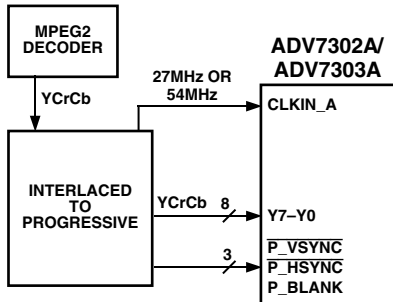 MPEG2
DECODER
YCrCb
INTERLACED
TO
PROGRESSIVE
27MHz OR
54MHz
YCrCb
8
3
ADV7302A/
ADV7303A
CLKIN_A
Y7–Y0
P_VSYNC
P_HSYNC
P_BLANK